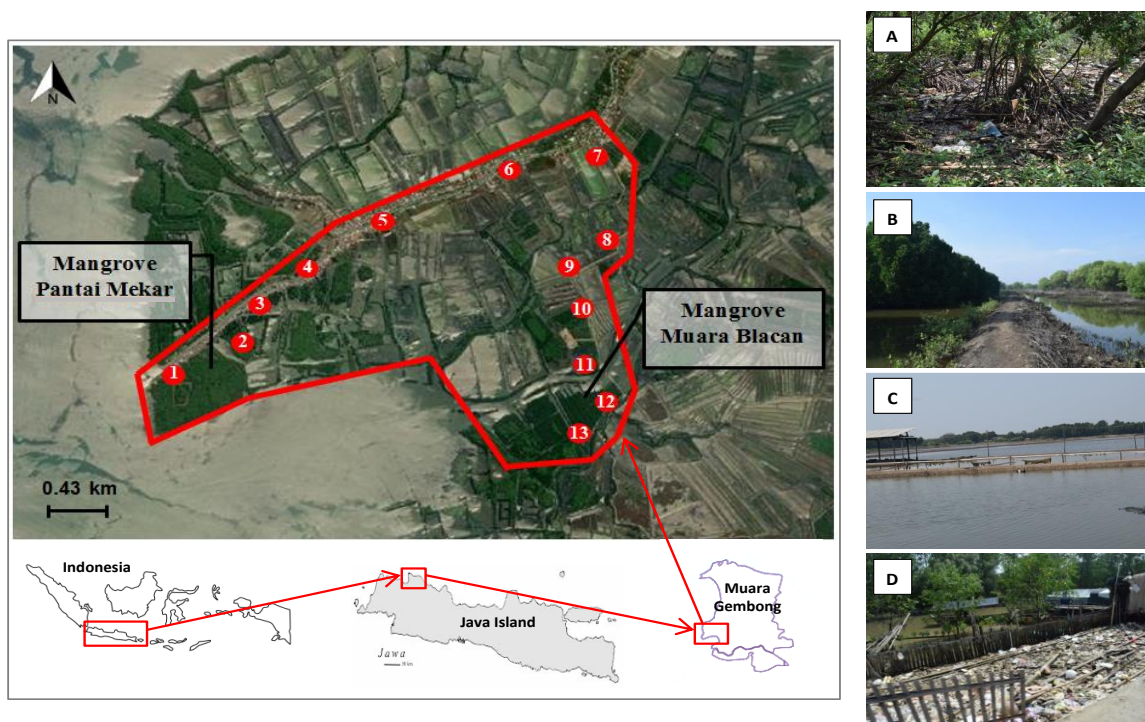 N
Mangrove
Pantai Mekar
Mangrove
Muara Blacan
1
2
3
4
5
6
7
8
9
10
11
12
13
0.43 km
Indonesia
Java Island
Jawa
Muara
Gembong
A
B
C
D